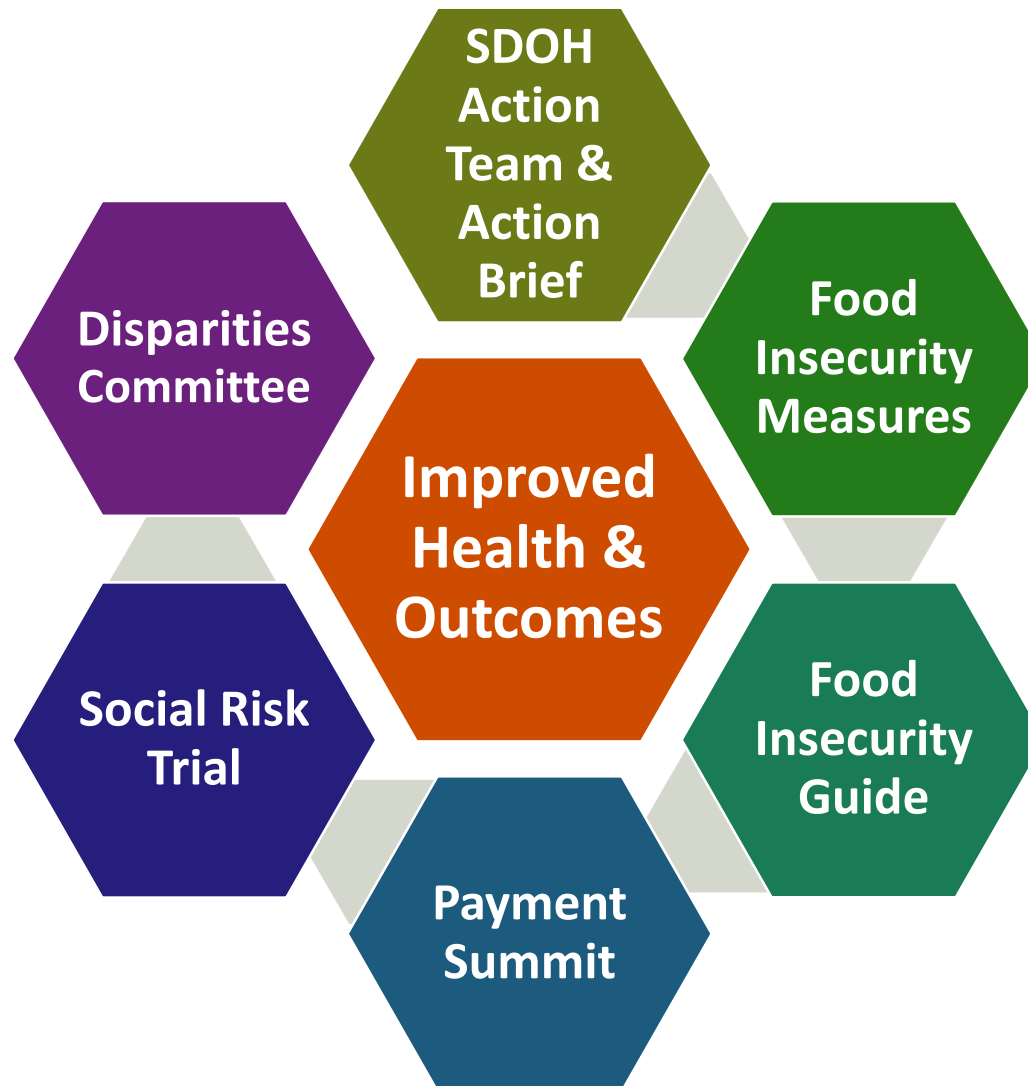 SDOH
Action
Team &
Action
Brief
Food
Insecurity
Measures
Food
Insecurity
Guide
Payment
Summit
Social Risk
Trial
Disparities
Committee
Improved
Health &
Outcomes